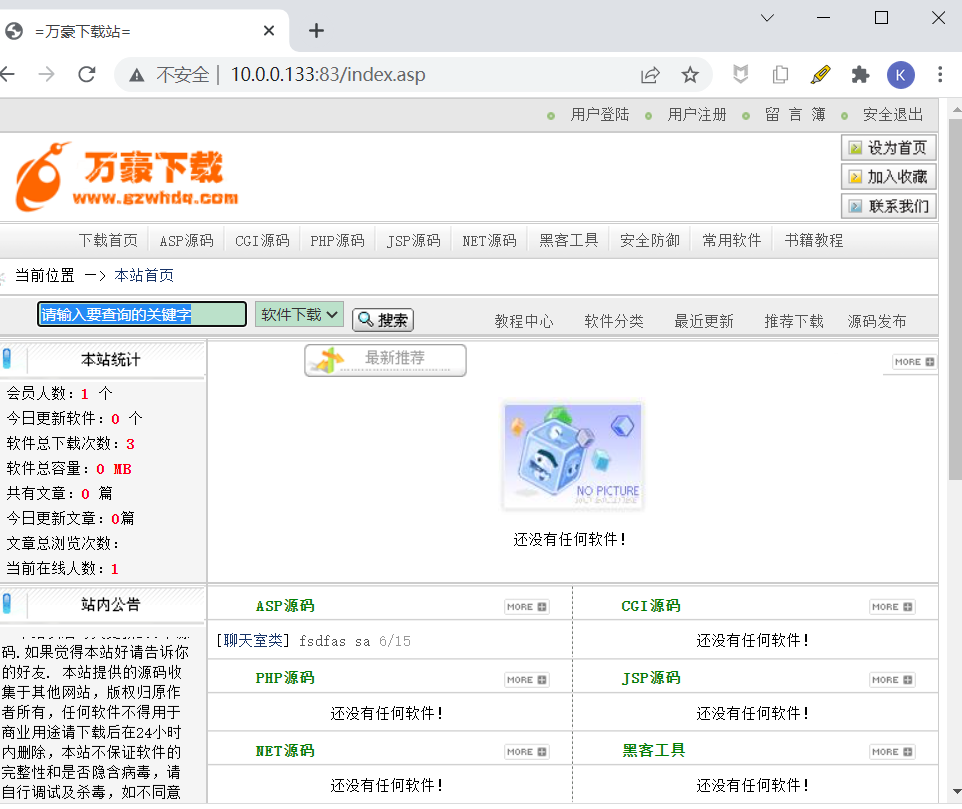 =万豪下载站=
不安全 | 10.0.0.133:83/index.asp
K
用户登陆 用户注册 留 言 簿 安全退出
万豪下载
www.gzwhdq.com
设为首页
加入收藏
联系我们
下载首页 ASP源码 CGI源码 PHP源码 JSP源码 NET源码 黑客工具 安全防御 常用软件 书籍教程
当前位置 —> 本站首页
请输入要查询的关键字 软件下载 搜索 教程中心 软件分类 最近更新 推荐下载 源码发布
本站统计
最新推荐
MORE
会员人数：1 个
今日更新软件：0 个
软件总下载次数：3
软件总容量：0 MB
共有文章：0 篇
今日更新文章：0篇
文章总浏览次数：
当前在线人数：1
NO PICTURE
还没有任何软件！
站内公告
码.如果觉得本站好请告诉你
的好友. 本站提供的源码收
集于其他网站，版权归原作
者所有，任何软件不得用于
商业用途请下载后在24小时
内删除，本站不保证软件的
完整性和是否隐含病毒，请
自行调试及杀毒，如不同意
ASP源码 MORE CGI源码 MORE
[聊天室类] fsdfas sa 6/15 还没有任何软件！
PHP源码 MORE JSP源码 MORE
还没有任何软件！ 还没有任何软件！
NET源码 MORE 黑客工具 MORE
还没有任何软件！ 还没有任何软件！